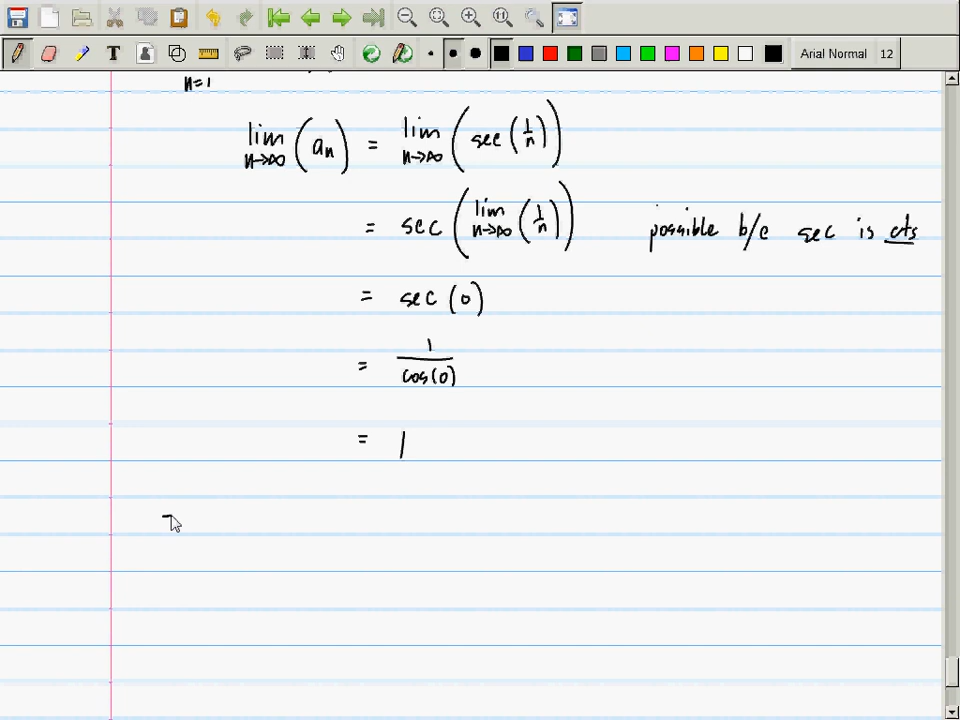 Arial Normal 12
n=1
lim n→∞ (an) = lim n→∞ (sec (1/n))
= sec (lim n→∞ (1/n)) possible b/c sec is cts
= sec (0)
= 1/cos(0)
= 1